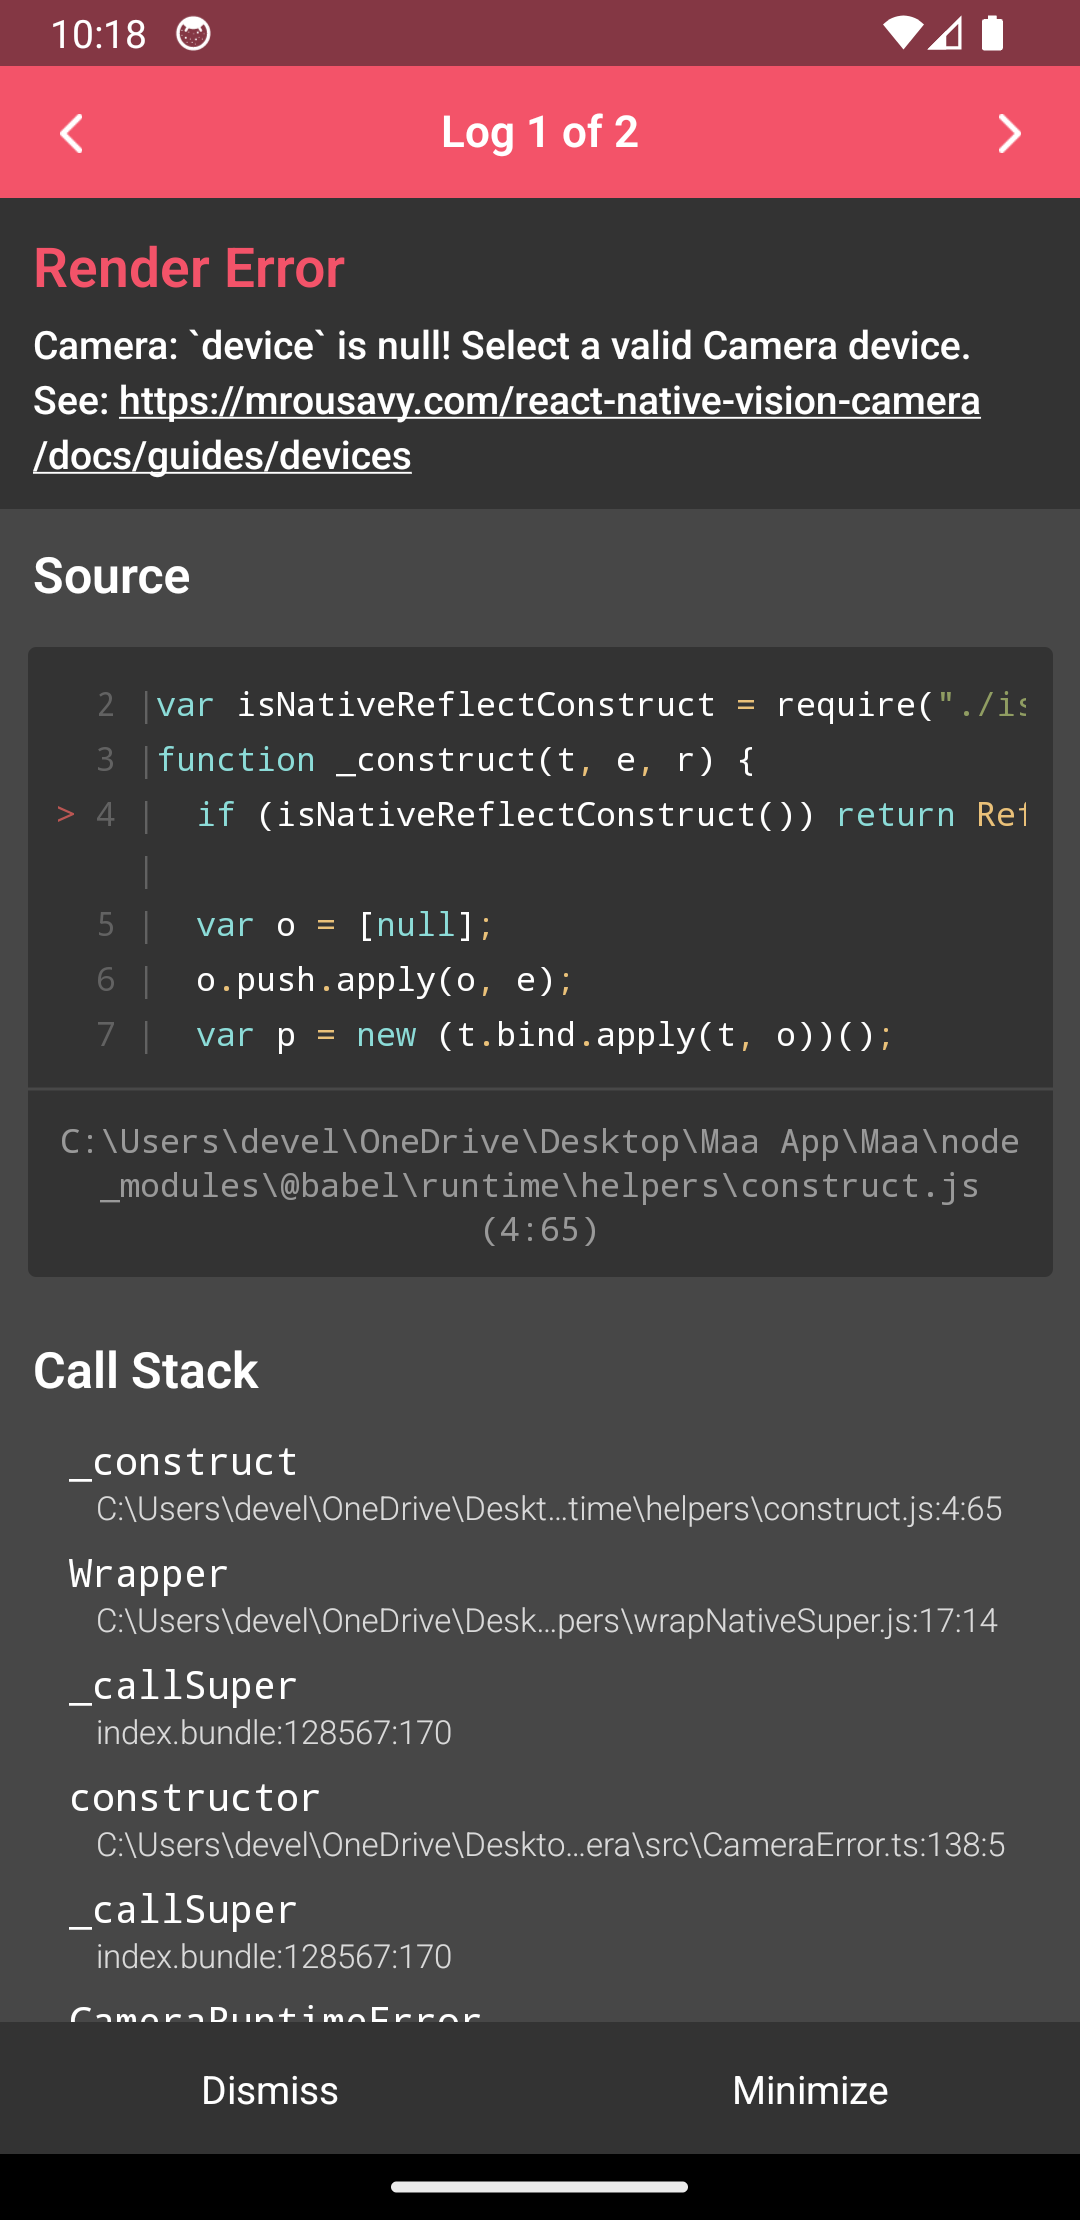 10:18
Log 1 of 2
Render Error
Camera: `device` is null! Select a valid Camera device.
See: https://mrousavy.com/react-native-vision-camera
/docs/guides/devices
Source
2 |var isNativeReflectConstruct = require("./is
3 |function _construct(t, e, r) {
> 4 |  if (isNativeReflectConstruct()) return Ref
|
5 |  var o = [null];
6 |  o.push.apply(o, e);
7 |  var p = new (t.bind.apply(t, o))();
C:\Users\devel\OneDrive\Desktop\Maa App\Maa\node
_modules\@babel\runtime\helpers\construct.js
(4:65)
Call Stack
_construct
C:\Users\devel\OneDrive\Deskt...time\helpers\construct.js:4:65
Wrapper
C:\Users\devel\OneDrive\Desk...pers\wrapNativeSuper.js:17:14
_callSuper
index.bundle:128567:170
constructor
C:\Users\devel\OneDrive\Deskto...era\src\CameraError.ts:138:5
_callSuper
index.bundle:128567:170
CameraRuntimeError
Dismiss
Minimize